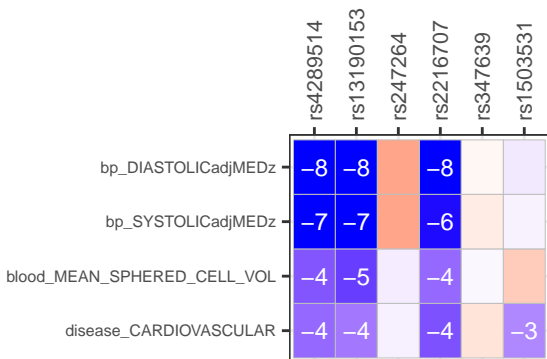 rs4289514
rs13190153
rs247264
rs2216707
rs347639
rs1503531
bp_DIASTOLICadjMEDz −8 −8 −8
bp_SYSTOLICadjMEDz −7 −7 −6
blood_MEAN_SPHERED_CELL_VOL −4 −5 −4
disease_CARDIOVASCULAR −4 −4 −4 −3